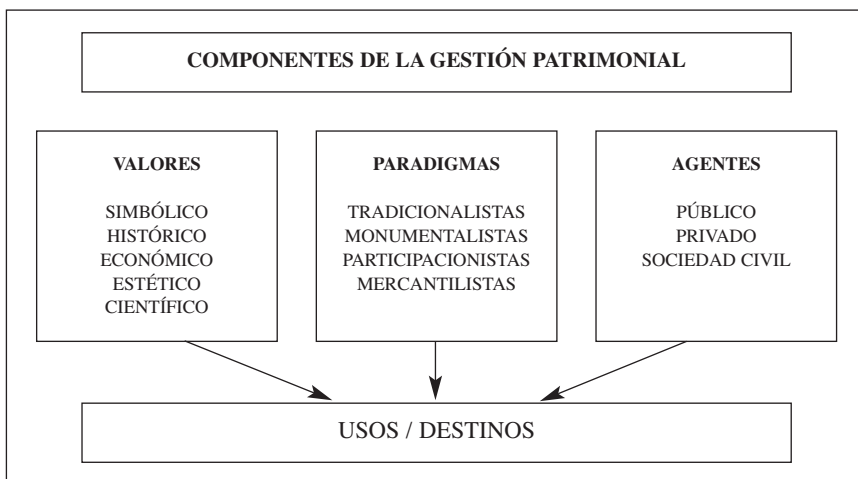 COMPONENTES DE LA GESTIÓN PATRIMONIAL
VALORES
SIMBÓLICO
HISTÓRICO
ECONÓMICO
ESTÉTICO
CIENTÍFICO
PARADIGMAS
TRADICIONALISTAS
MONUMENTALISTAS
PARTICIPACIONISTAS
MERCANTILISTAS
AGENTES
PÚBLICO
PRIVADO
SOCIEDAD CIVIL
USOS / DESTINOS